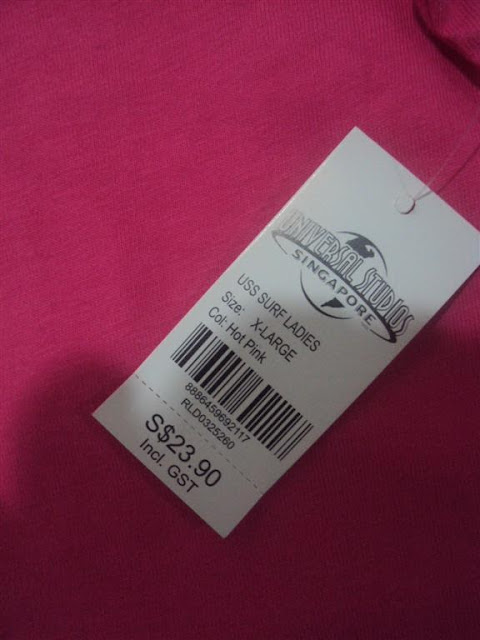 UNIVERSAL STUDIOS
SINGAPORE
USS SURF LADIES
Size: X-LARGE
Col: Hot Pink
8886459692117
RLD0325260
S$23.90
Incl. GST